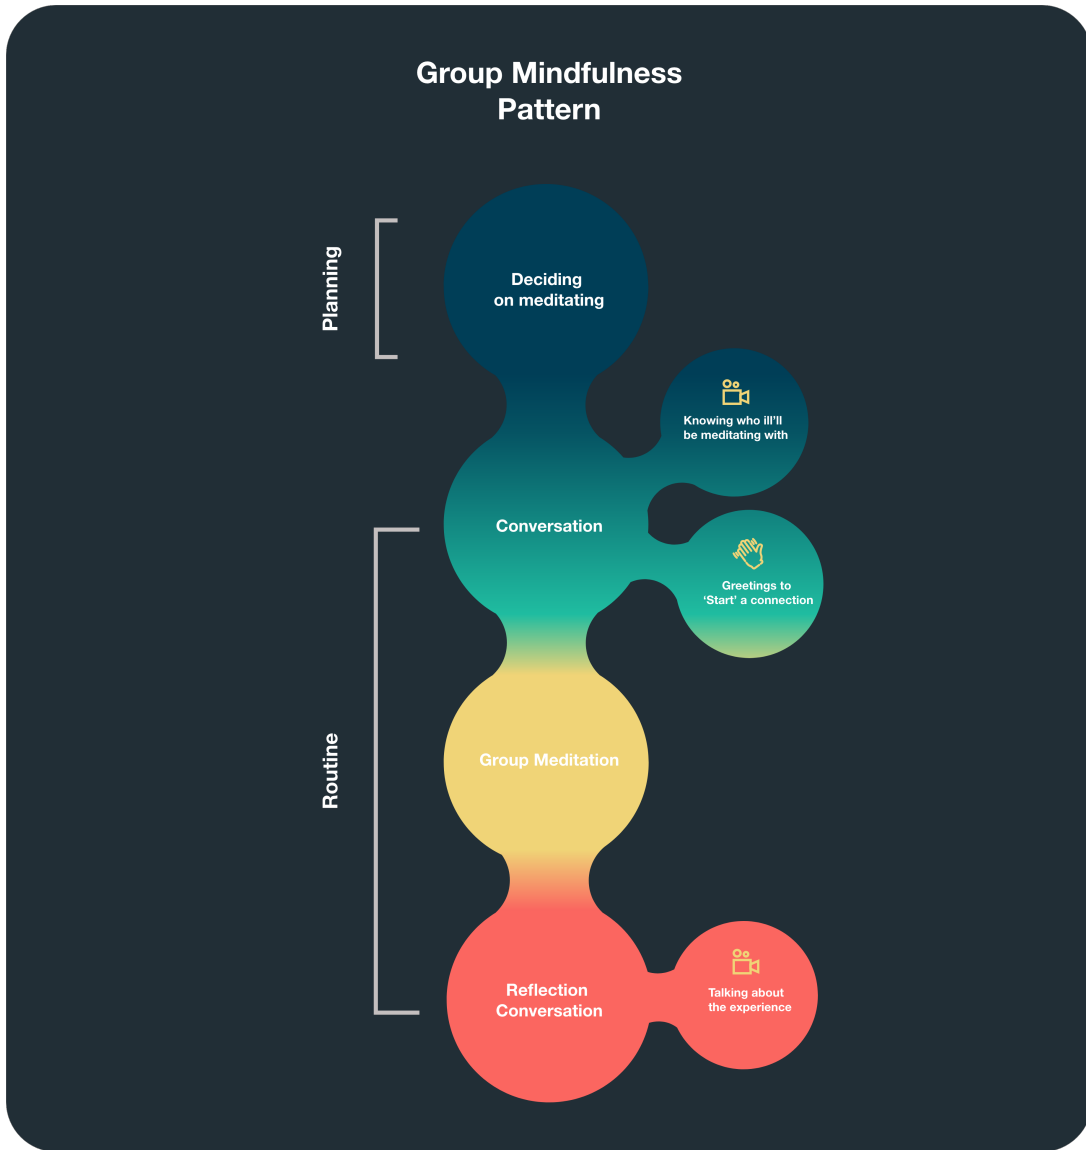 Group Mindfulness
Pattern
Planning
Deciding
on meditating
Knowing who ill'll
be meditating with
Conversation
Greetings to
‘Start’ a connection
Routine
Group Meditation
Reflection
Conversation
Talking about
the experience